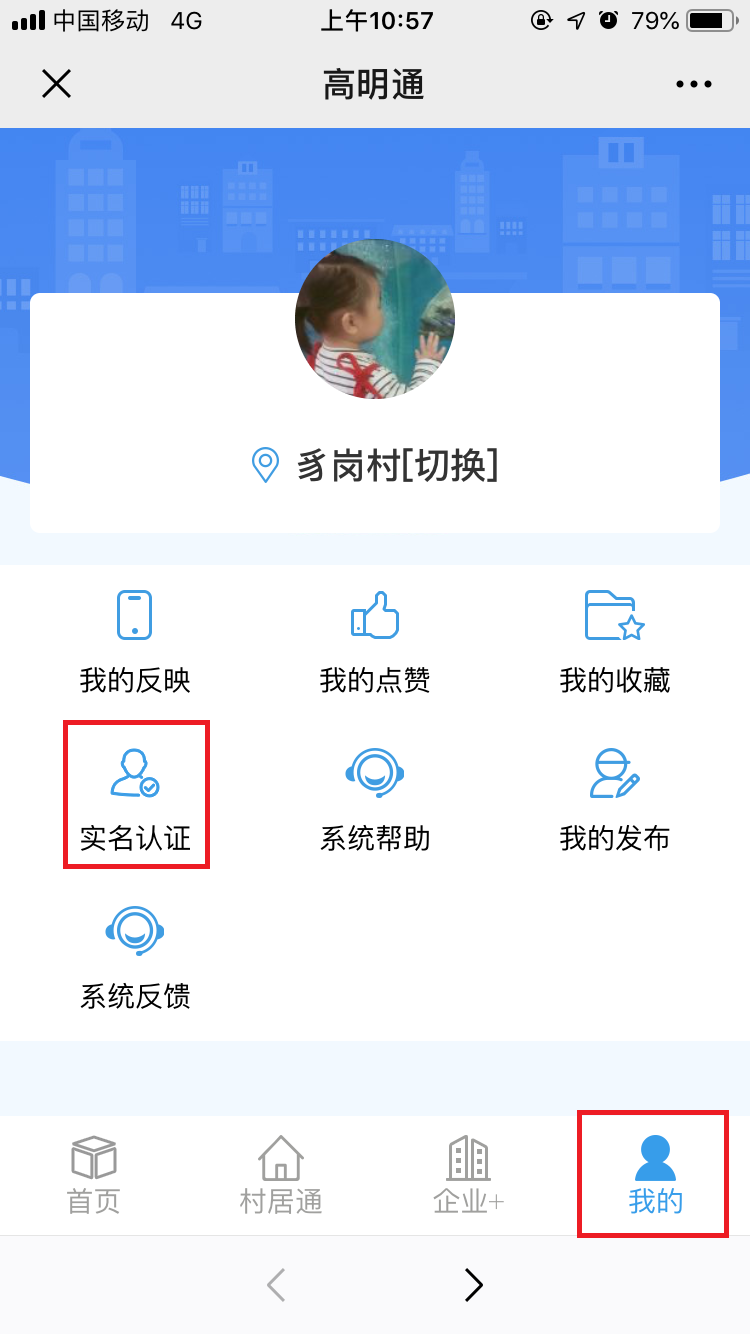 中国移动 4G 上午10:57 79%
高明通
豸岗村[切换]
我的反映 我的点赞 我的收藏
实名认证 系统帮助 我的发布
系统反馈
首页 村居通 企业+ 我的